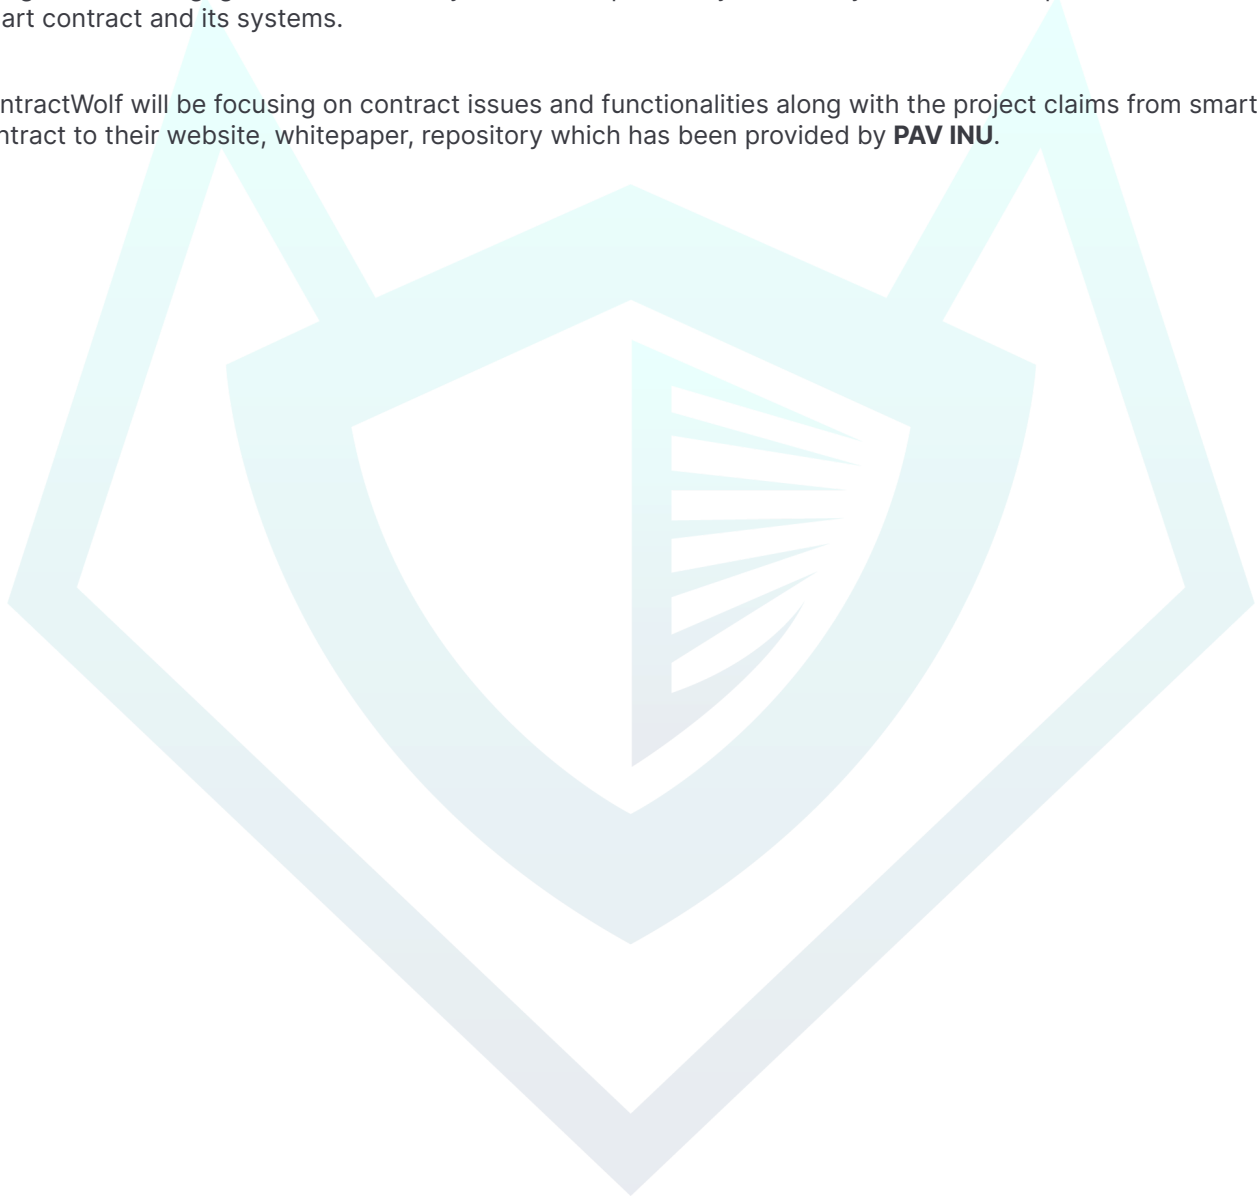 art contract and its systems.
ntractWolf will be focusing on contract issues and functionalities along with the project claims from smart
ntract to their website, whitepaper, repository which has been provided by PAV INU.